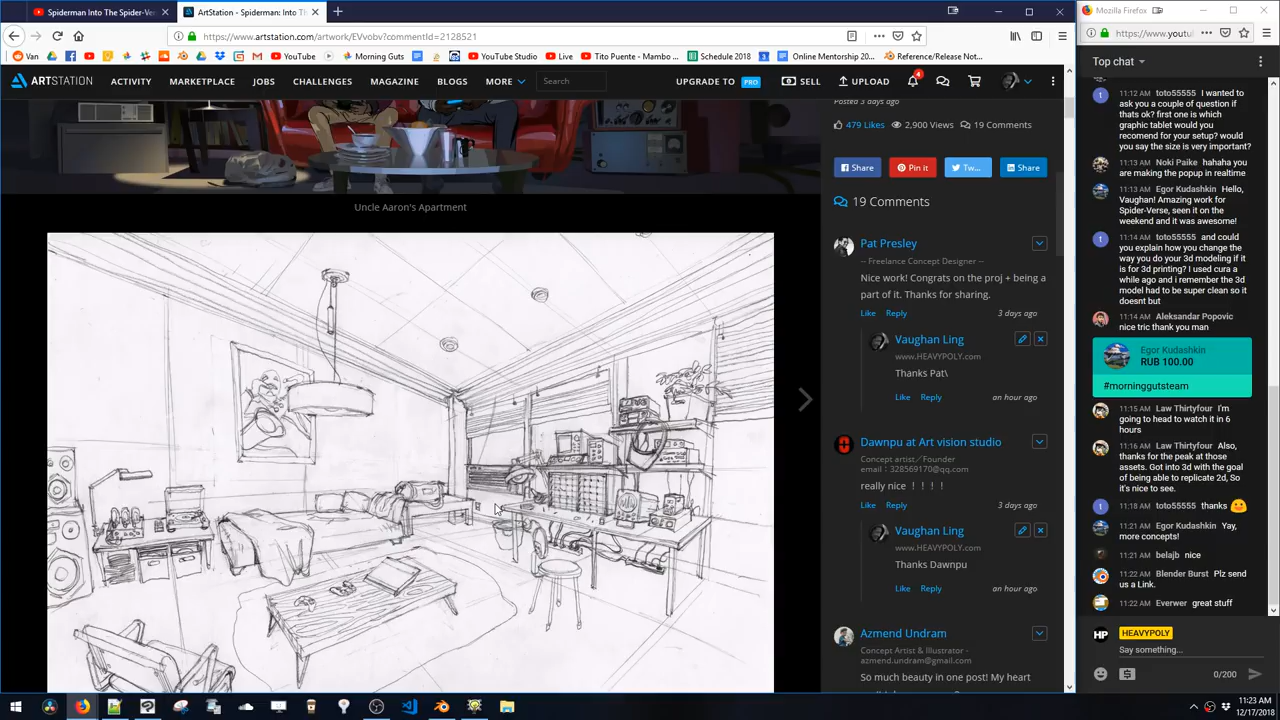 Spiderman Into The Spider-Ver
ArtStation - Spiderman: Into Th
https://www.artstation.com/artwork/EVvobv?commentId=2128521
Van
YouTube
Morning Guts
YouTube Studio
Live
Tito Puente - Mambo
Schedule 2018
Online Mentorship 20...
Reference/Release Not...
ARTSTATION
ACTIVITY
MARKETPLACE
JOBS
CHALLENGES
MAGAZINE
BLOGS
MORE
Search
UPGRADE TO PRO
SELL
UPLOAD
4
Posted 3 days ago
479 Likes
2,900 Views
19 Comments
Share
Pin it
Tw...
Share
Uncle Aaron's Apartment
19 Comments
Pat Presley
-- Freelance Concept Designer --
Nice work! Congrats on the proj + being a
part of it. Thanks for sharing.
Like Reply 3 days ago
Vaughan Ling
www.HEAVYPOLY.com
Thanks Pat\
Like Reply an hour ago
Dawnpu at Art vision studio
Concept artist／Founder
email：328569170@qq.com
really nice ！！！！
Like Reply 3 days ago
Vaughan Ling
www.HEAVYPOLY.com
Thanks Dawnpu
Like Reply an hour ago
Azmend Undram
Concept Artist & Illustrator -
azmend.undram@gmail.com
So much beauty in one post! My heart
Mozilla Firefox
https://www.youtu
Top chat
11:12 AM toto55555 I wanted to
ask you a couple of question if
thats ok? first one is which
graphic tablet would you
recomend for your setup? would
you say the size is very important?
11:13 AM Noki Paike hahaha you
are making the popup in realtime
11:13 AM Egor Kudashkin Hello,
Vaughan! Amazing work for
Spider-Verse, seen it on the
weekend and it was awesome!
11:14 AM toto55555 and could
you explain how you change the
way you do your 3d modeling if it
is for 3d printing? I used cura a
while ago and i remember the 3d
model had to be super clean so it
doesnt but
11:14 AM Aleksandar Popovic
nice tric thank you man
Egor Kudashkin
RUB 100.00
#morninggutsteam
11:15 AM Law Thirtyfour I'm
going to head to watch it in 6
hours
11:16 AM Law Thirtyfour Also,
thanks for the peak at those
assets. Got into 3d with the goal
of being able to replicate 2d, So
it's nice to see.
11:18 AM toto55555 thanks
11:21 AM Egor Kudashkin Yay,
more concepts!
11:21 AM belajb nice
11:22 AM Blender Burst Plz send
us a Link.
11:22 AM Everwer great stuff
HP HEAVYPOLY
Say something...
0/200
11:23 AM
12/17/2018